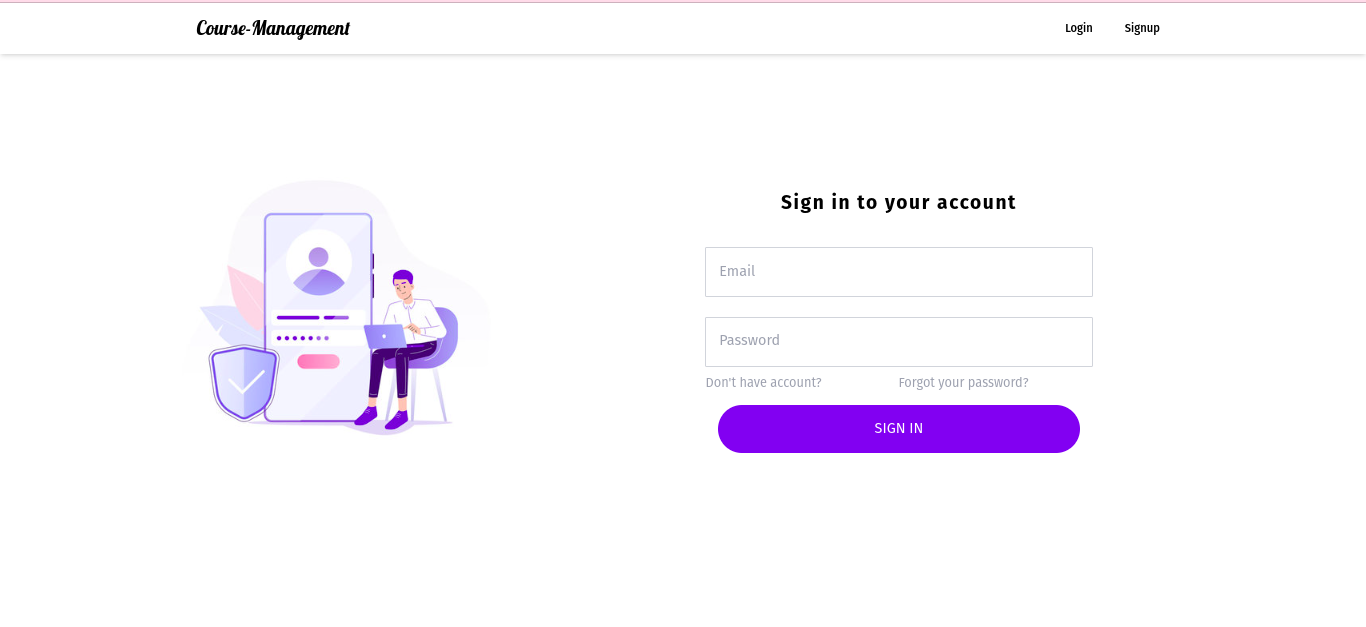 Course-Management
Login Signup
Sign in to your account
Email
Password
Don't have account? Forgot your password?
SIGN IN